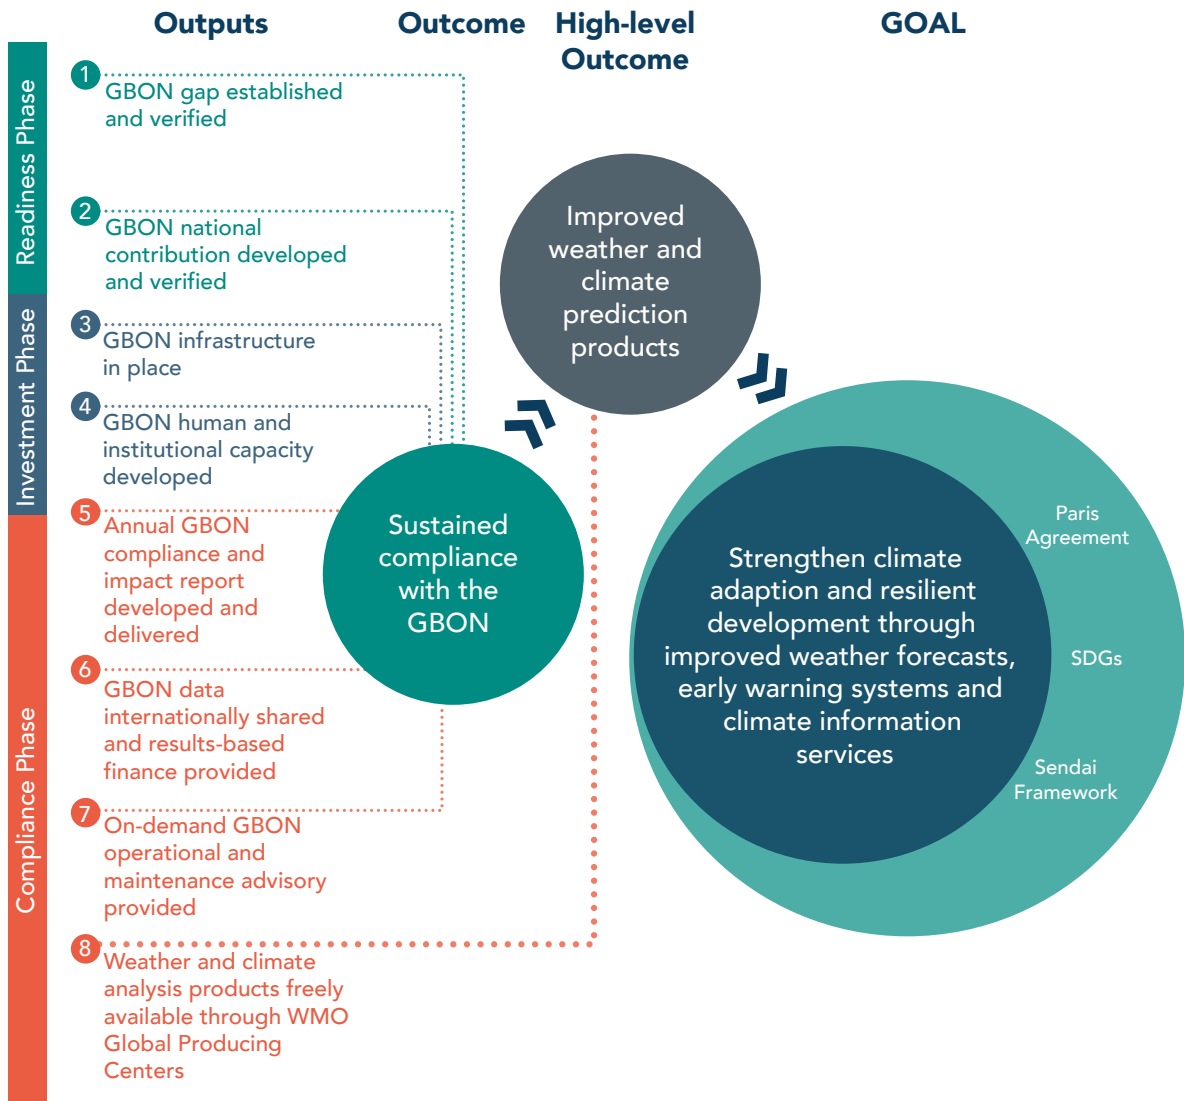 Outputs
Outcome
High-level
Outcome
GOAL
Readiness Phase
1
GBON gap established
and verified
2
GBON national
contribution developed
and verified
Investment Phase
3
GBON infrastructure
in place
4
GBON human and
institutional capacity
developed
Compliance Phase
5
Annual GBON
compliance and
impact report
developed and
delivered
6
GBON data
internationally shared
and results-based
finance provided
7
On-demand GBON
operational and
maintenance advisory
provided
8
Weather and climate
analysis products freely
available through WMO
Global Producing
Centers
Sustained
compliance
with the
GBON
Improved
weather and
climate
prediction
products
Strengthen climate
adaption and resilient
development through
improved weather forecasts,
early warning systems and
climate information
services
Paris
Agreement
SDGs
Sendai
Framework